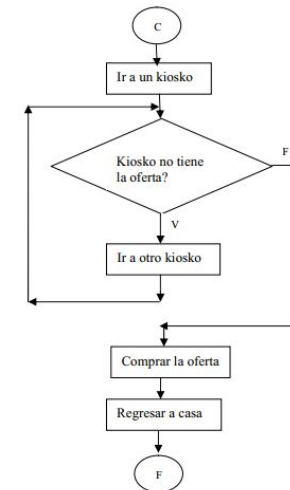 C
Ir a un kiosko
Kiosko no tiene
la oferta?
F
V
Ir a otro kiosko
Comprar la oferta
Regresar a casa
F